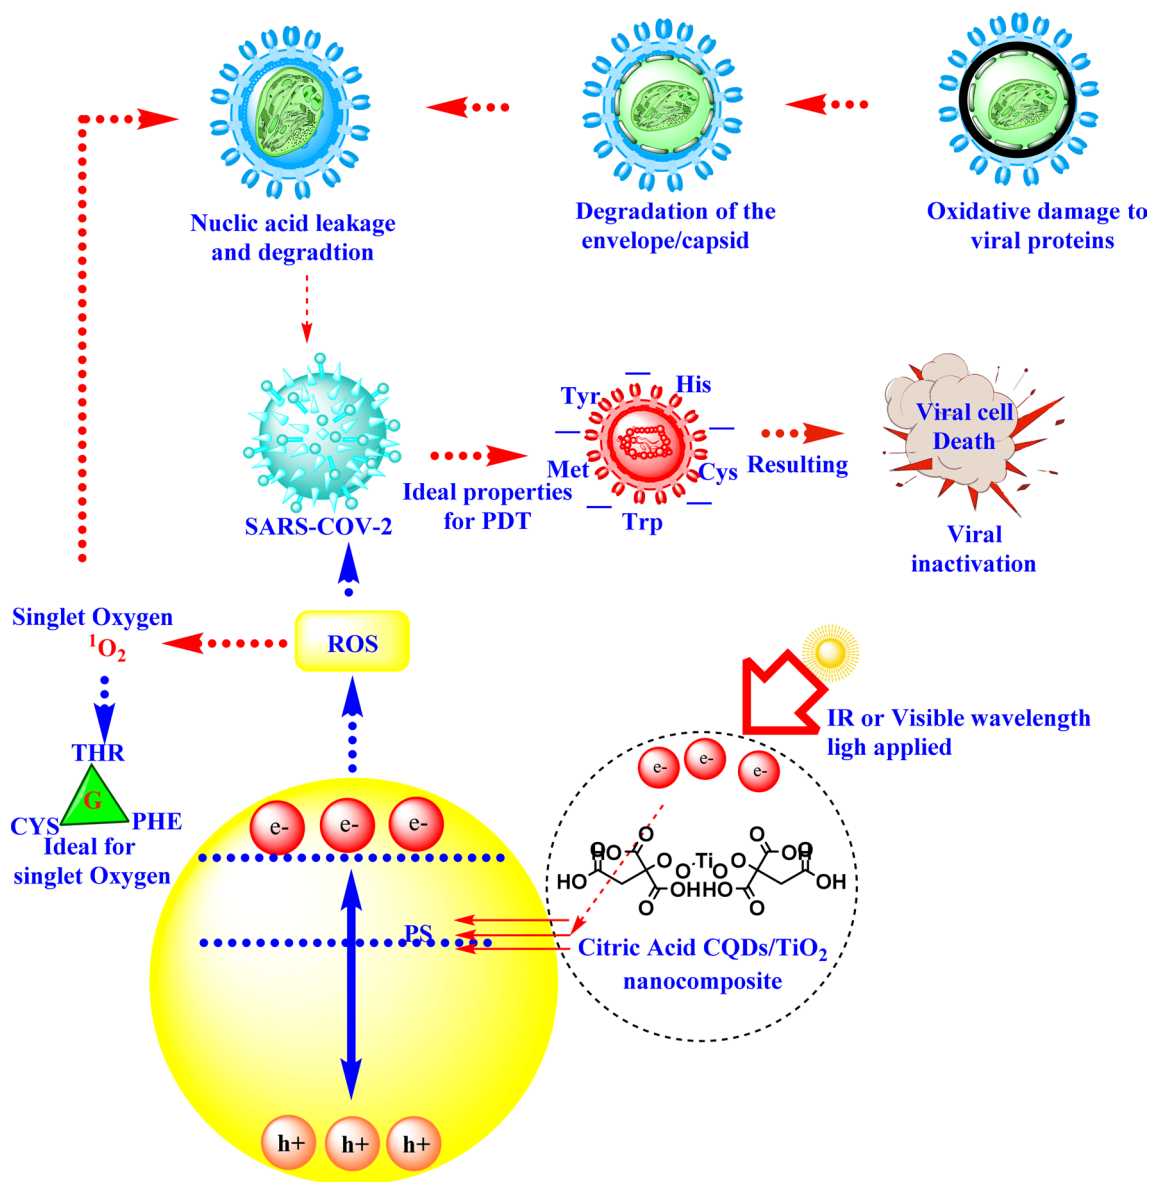 Nuclic acid leakage
and degradtion
Degradation of the
envelope/capsid
Oxidative damage to
viral proteins
SARS-COV-2
Ideal properties
for PDT
Tyr
His
Met
Cys
Trp
Resulting
Viral cell
Death
Viral
inactivation
Singlet Oxygen
¹O₂
ROS
THR
G
CYS
PHE
Ideal for
singlet Oxygen
IR or Visible wavelength
ligh applied
e- e- e-
e- e- e-
PS
O O O O
HO O O Ti O O OH
HO OH HO OH
O O
Citric Acid CQDs/TiO₂
nanocomposite
h+ h+ h+